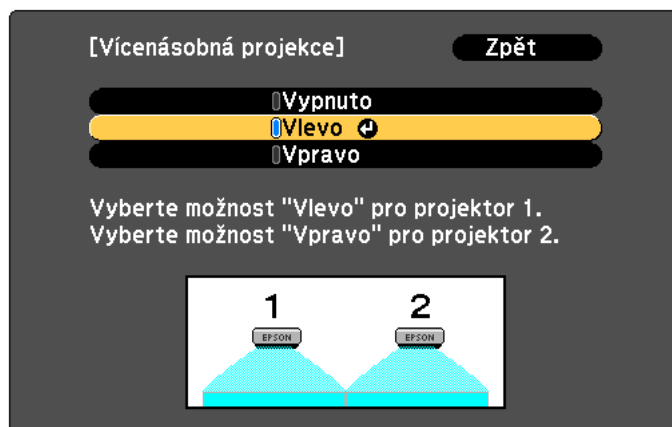 [Vícenásobná projekce] Zpět
Vypnuto
Vlevo
Vpravo
Vyberte možnost "Vlevo" pro projektor 1.
Vyberte možnost "Vpravo" pro projektor 2.
1 2
EPSON EPSON